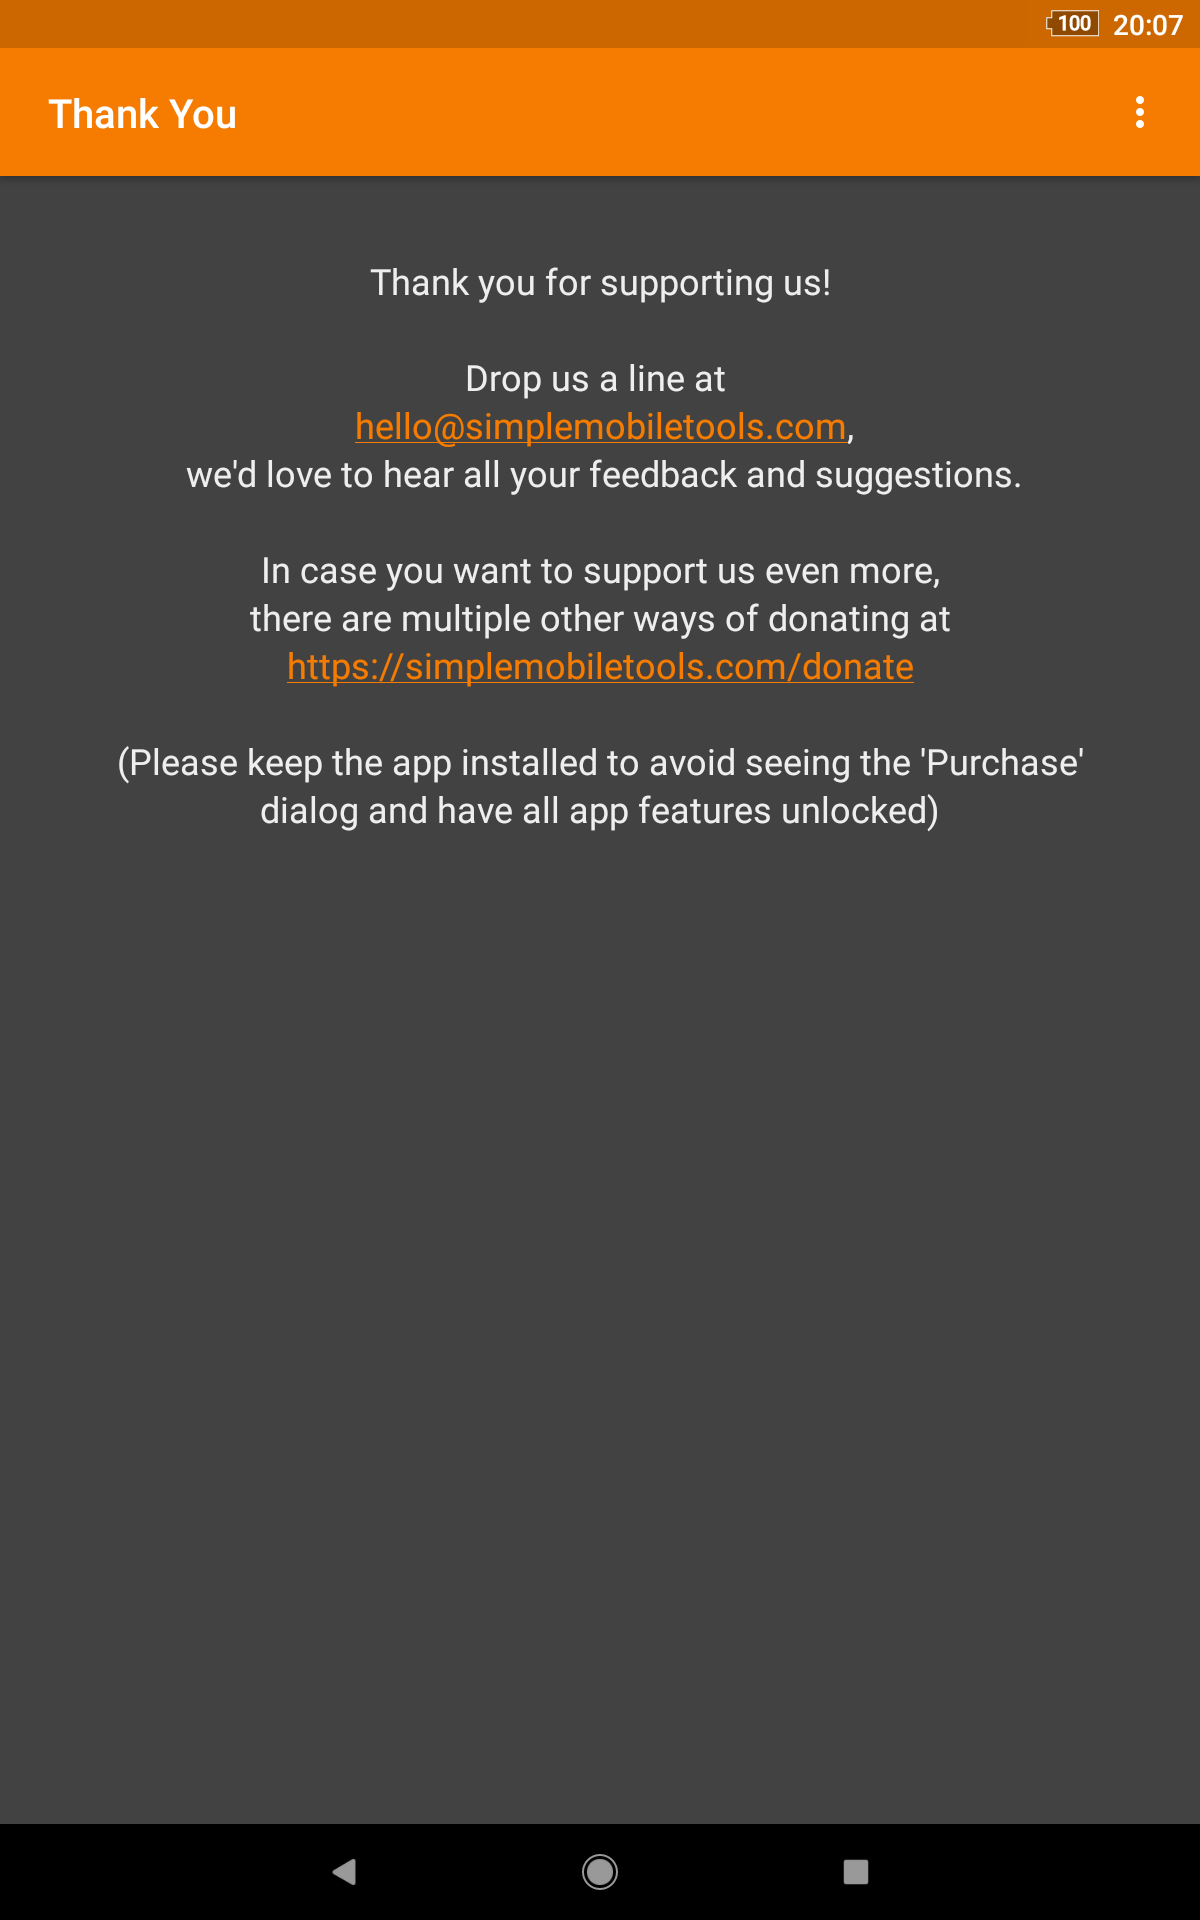 100 20:07
Thank You
Thank you for supporting us!
Drop us a line at
hello@simplemobiletools.com,
we'd love to hear all your feedback and suggestions.
In case you want to support us even more,
there are multiple other ways of donating at
https://simplemobiletools.com/donate
(Please keep the app installed to avoid seeing the 'Purchase'
dialog and have all app features unlocked)